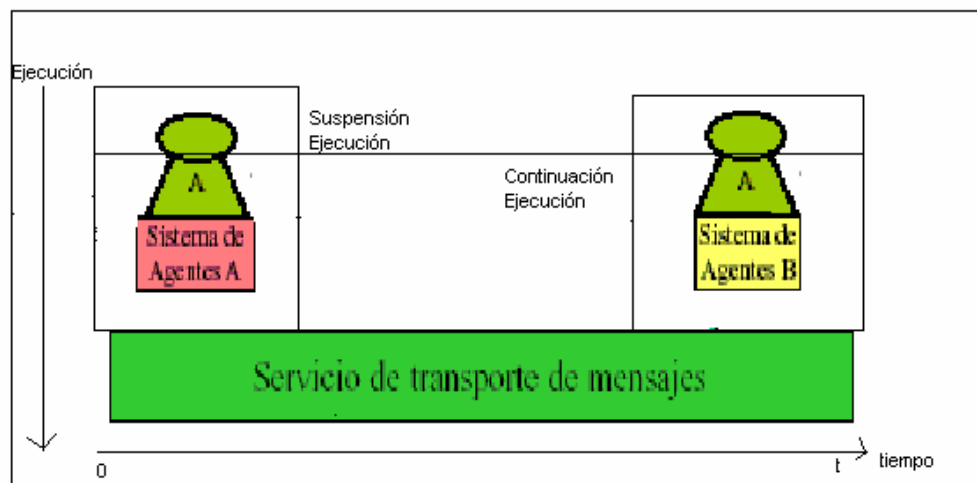 Ejecución
Suspensión
Ejecución
Continuación
Ejecución
A
A
Sistema de
Agentes A
Sistema de
Agentes B
Servicio de transporte de mensajes
0
t
tiempo